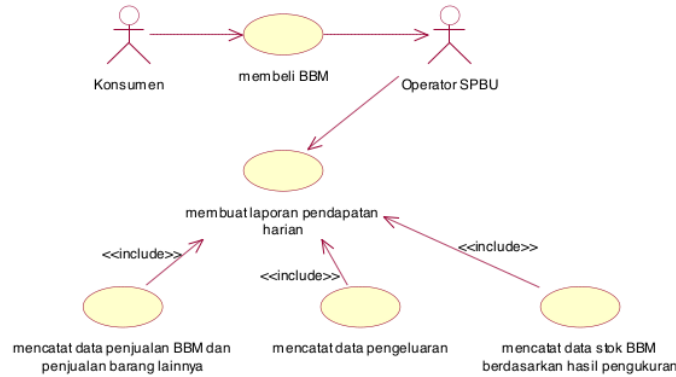 Konsumen
membeli BBM
Operator SPBU
membuat laporan pendapatan
harian
<<include>>
<<include>>
<<include>>
mencatat data penjualan BBM dan
penjualan barang lainnya
mencatat data pengeluaran
mencatat data stok BBM
berdasarkan hasil pengukuran